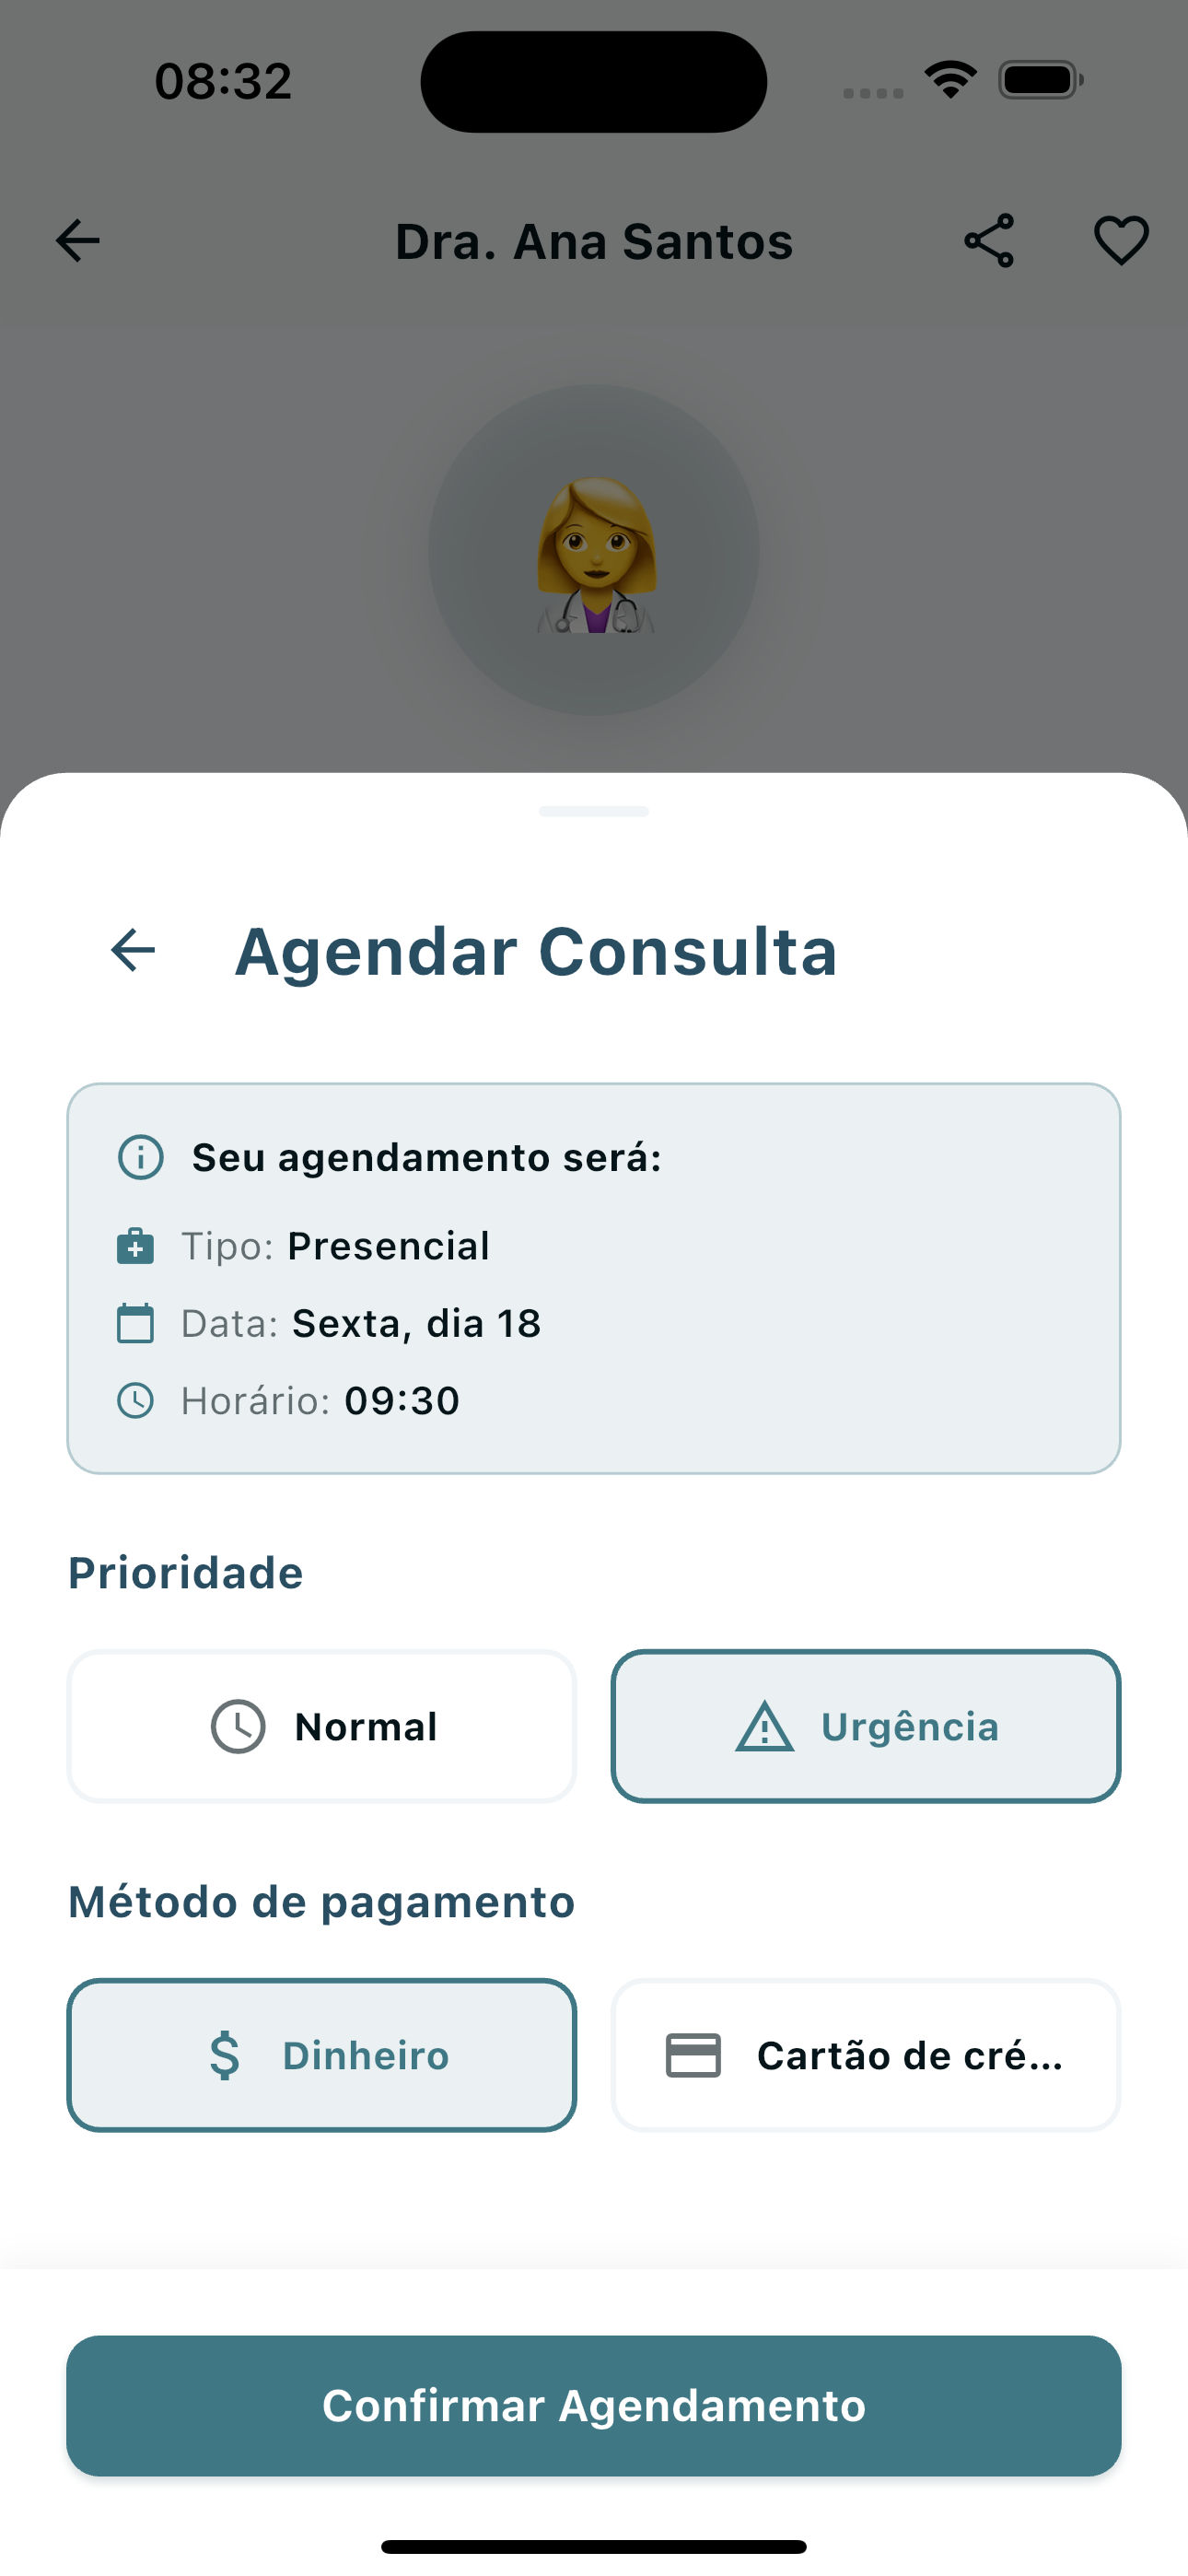 08:32
Dra. Ana Santos
Agendar Consulta
Seu agendamento será:
Tipo: Presencial
Data: Sexta, dia 18
Horário: 09:30
Prioridade
Normal
Urgência
Método de pagamento
$ Dinheiro
Cartão de cré...
Confirmar Agendamento